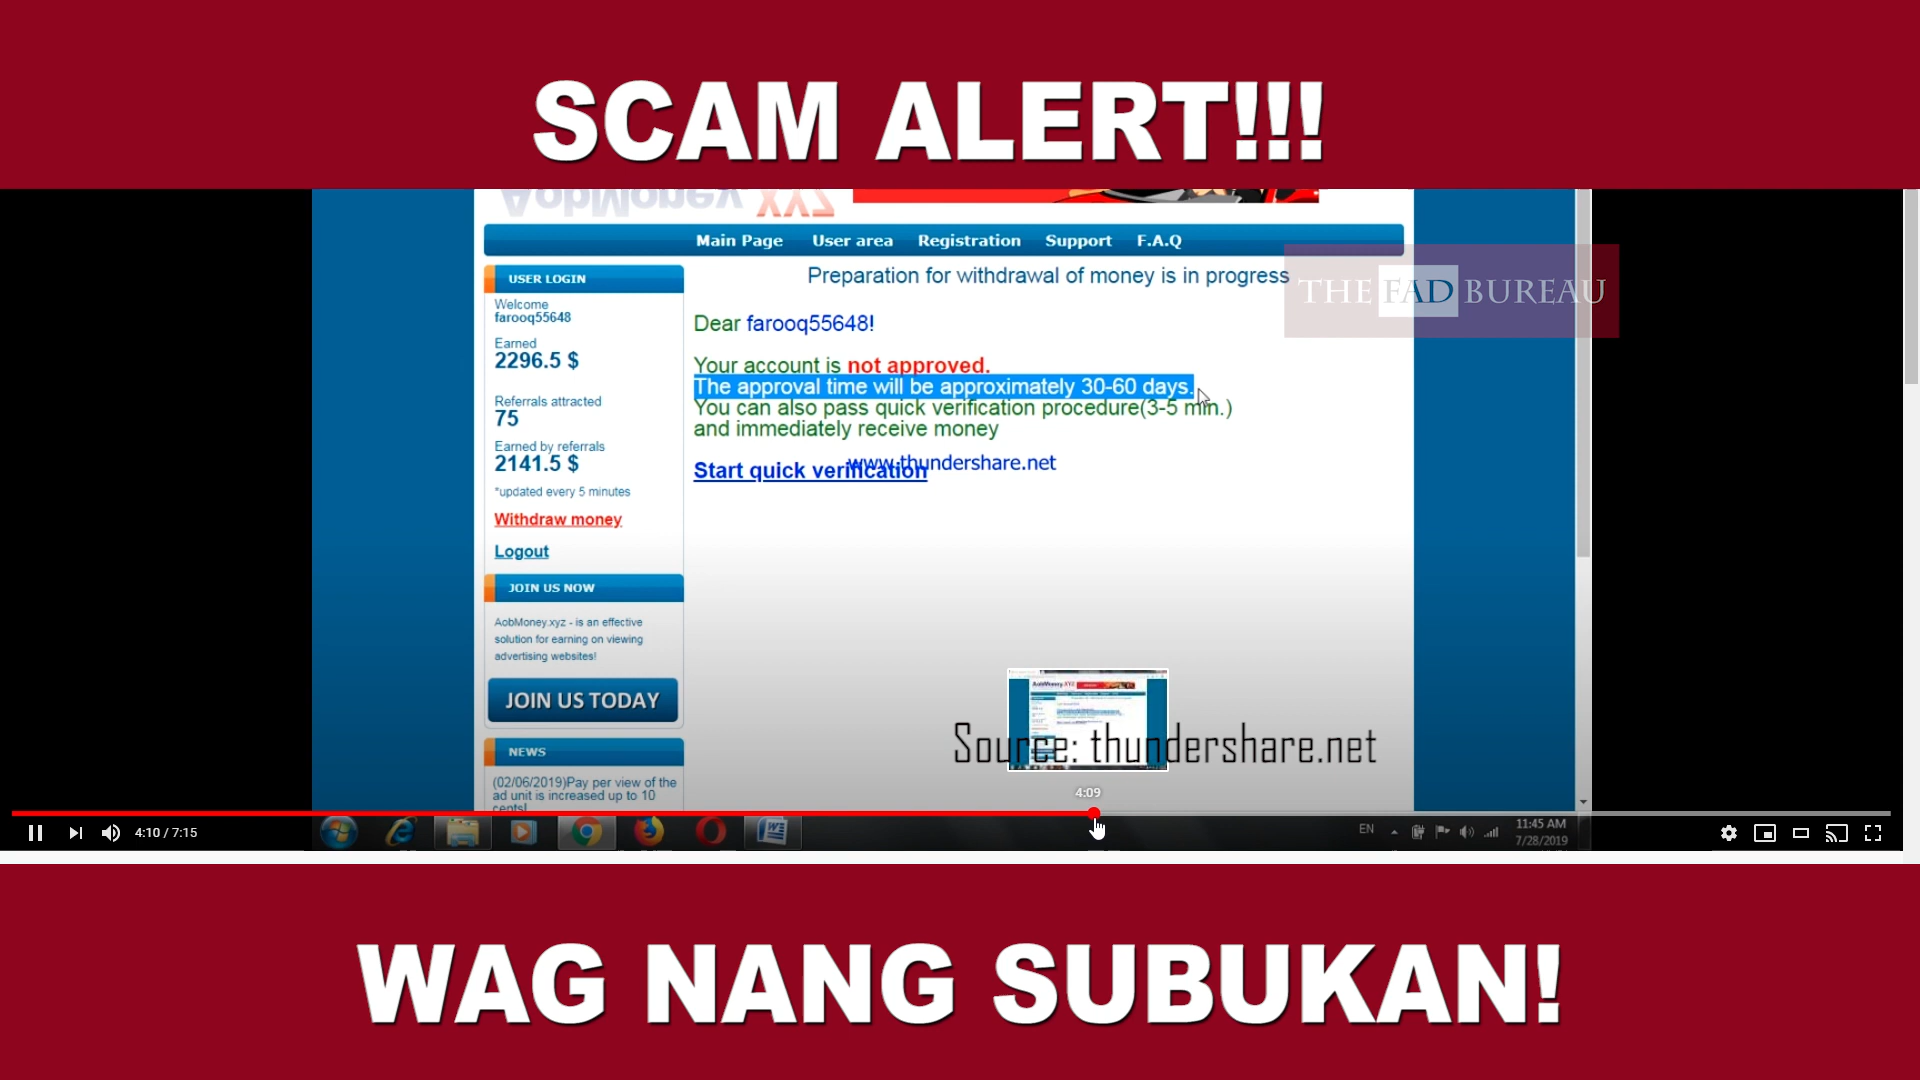 SCAM ALERT!!!
AobMoney XYZ
Main Page User area Registration Support F.A.Q
THE FAD BUREAU
USER LOGIN
Welcome
farooq55648
Earned
2296.5 $
Referrals attracted
75
Earned by referrals
2141.5 $
*updated every 5 minutes
Withdraw money
Logout
JOIN US NOW
AobMoney.xyz - is an effective
solution for earning on viewing
advertising websites!
JOIN US TODAY
NEWS
(02/06/2019)Pay per view of the
ad unit is increased up to 10
cents!
Preparation for withdrawal of money is in progress
Dear farooq55648!
Your account is not approved.
The approval time will be approximately 30-60 days.
You can also pass quick verification procedure(3-5 min.)
and immediately receive money
Start quick verification
www.thundershare.net
Source: thundershare.net
4:09
4:10 / 7:15
EN
11:45 AM
7/28/2019
WAG NANG SUBUKAN!